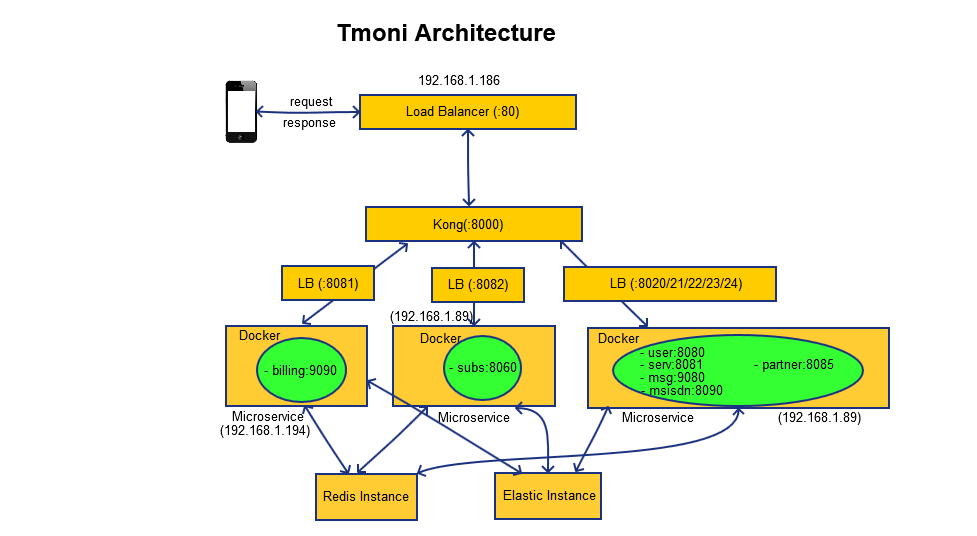 Tmoni Architecture
192.168.1.186
request
Load Balancer (:80)
response
Kong(:8000)
LB (:8081)
LB (:8082)
LB (:8020/21/22/23/24)
(192.168.1.89)
Docker
Docker
Docker
- billing:9090
- subs:8060
- user:8080
- serv:8081
- partner:8085
- msg:9080
- msisdn:8090
Microservice
(192.168.1.194)
Microservice
Microservice
(192.168.1.89)
Redis Instance
Elastic Instance